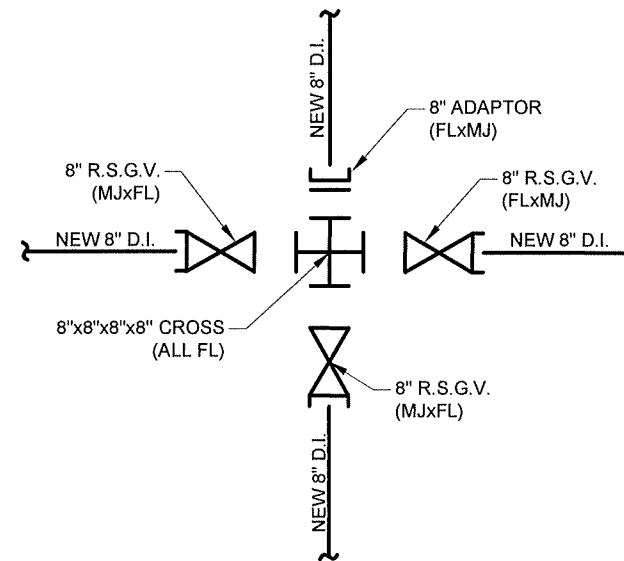 NEW 8" D.I.
8" ADAPTOR
(FLxMJ)
8" R.S.G.V.
(MJxFL)
8" R.S.G.V.
(FLxMJ)
NEW 8" D.I.
NEW 8" D.I.
8"x8"x8"x8" CROSS
(ALL FL)
8" R.S.G.V.
(MJxFL)
NEW 8" D.I.